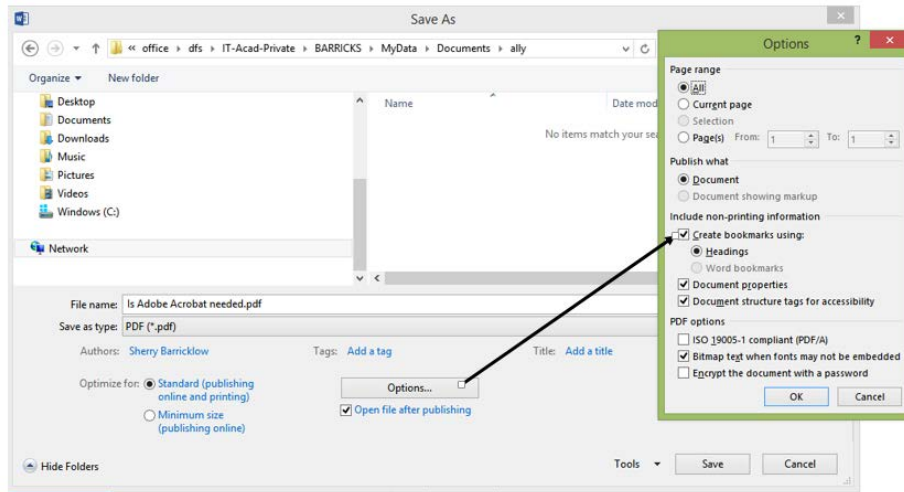 Save As
« office ▸ dfs ▸ IT-Acad-Private ▸ BARRICKS ▸ MyData ▸ Documents ▸ ally
Organize New folder
Desktop
Documents
Downloads
Music
Pictures
Videos
Windows (C:)
Network
Name Date mod
No items match your sea
File name: Is Adobe Acrobat needed.pdf
Save as type: PDF (*.pdf)
Authors: Sherry Barricklow Tags: Add a tag Title: Add a title
Optimize for: Standard (publishing
online and printing)
Minimum size
(publishing online)
Options...
Open file after publishing
Hide Folders Tools Save Cancel
Options ?
Page range
All
Current page
Selection
Page(s) From: 1 To: 1
Publish what
Document
Document showing markup
Include non-printing information
Create bookmarks using:
Headings
Word bookmarks
Document properties
Document structure tags for accessibility
PDF options
ISO 19005-1 compliant (PDF/A)
Bitmap text when fonts may not be embedded
Encrypt the document with a password
OK Cancel